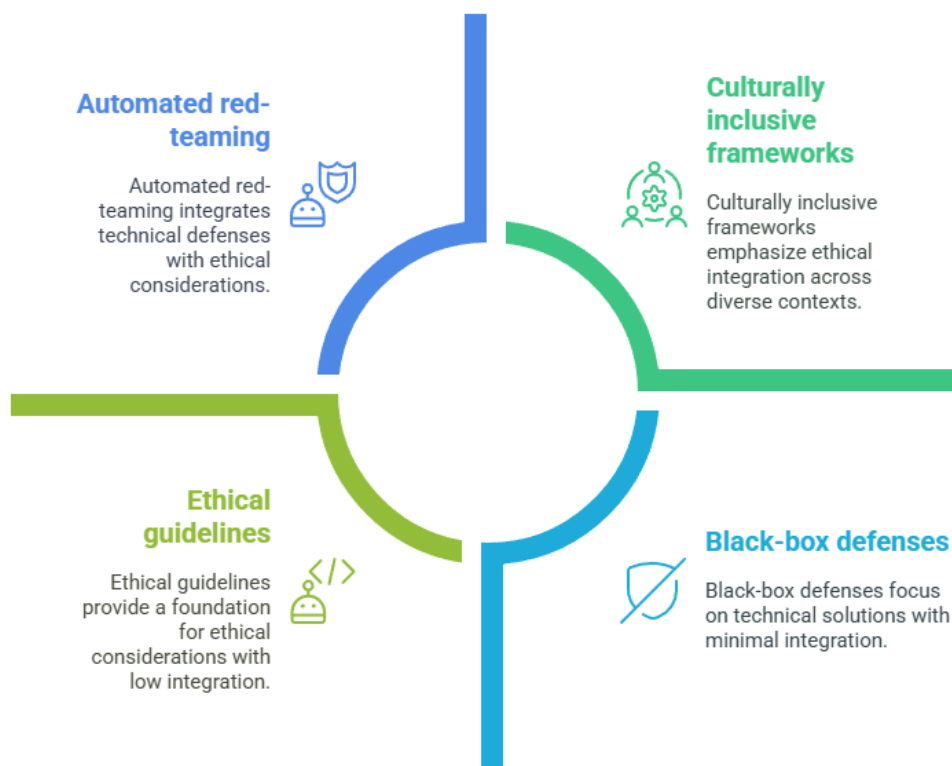 Automated red-
teaming
Automated red-
teaming integrates
technical defenses
with ethical
considerations.
Culturally
inclusive
frameworks
Culturally inclusive
frameworks
emphasize ethical
integration across
diverse contexts.
Ethical
guidelines
Ethical guidelines
provide a foundation
for ethical
considerations with
low integration.
Black-box defenses
Black-box defenses focus
on technical solutions with
minimal integration.